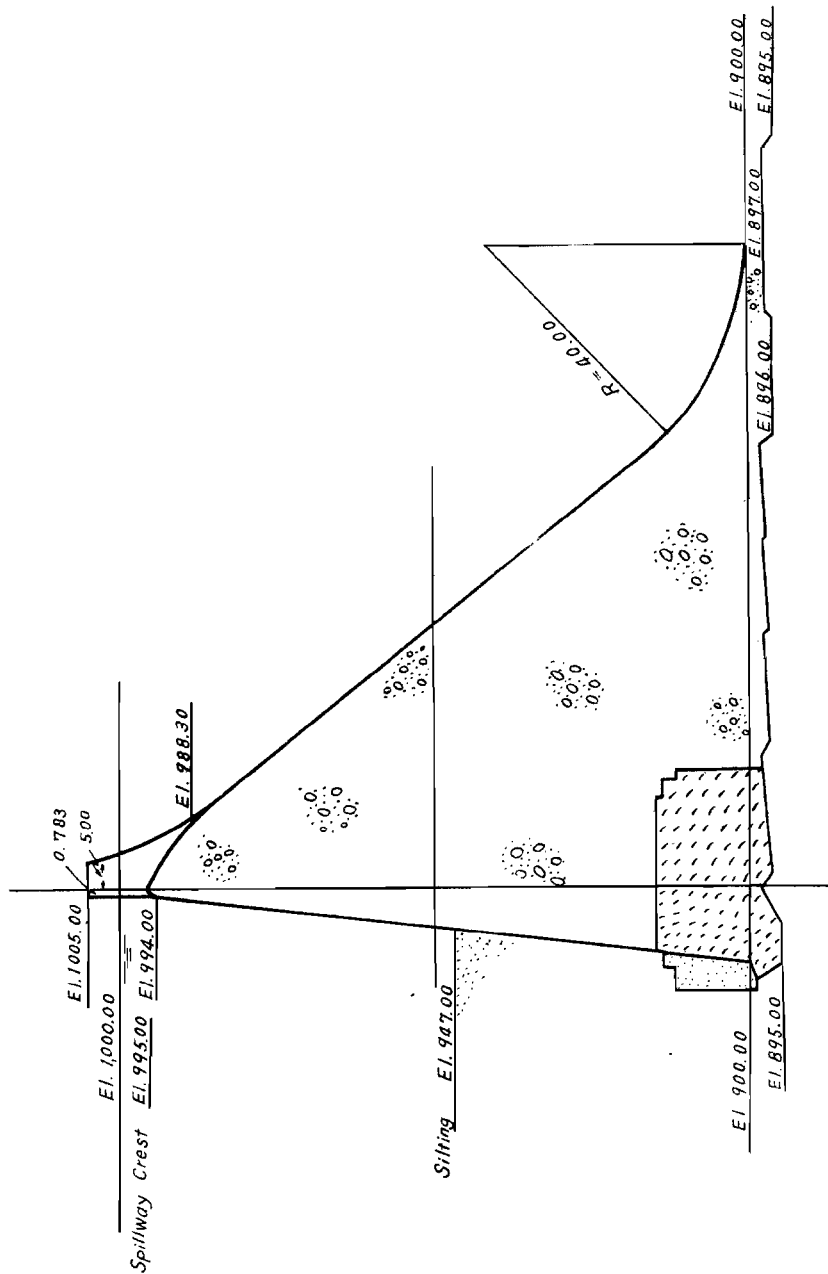 El. 1005.00
0.783
5.00
El. 1,000.00
Spillway Crest El. 995.00
El. 994.00
El. 988.30
Silting El. 947.00
R=40.00
El. 900.00
El. 895.00
El. 896.00
El. 897.00
El. 900.00
El. 895.00